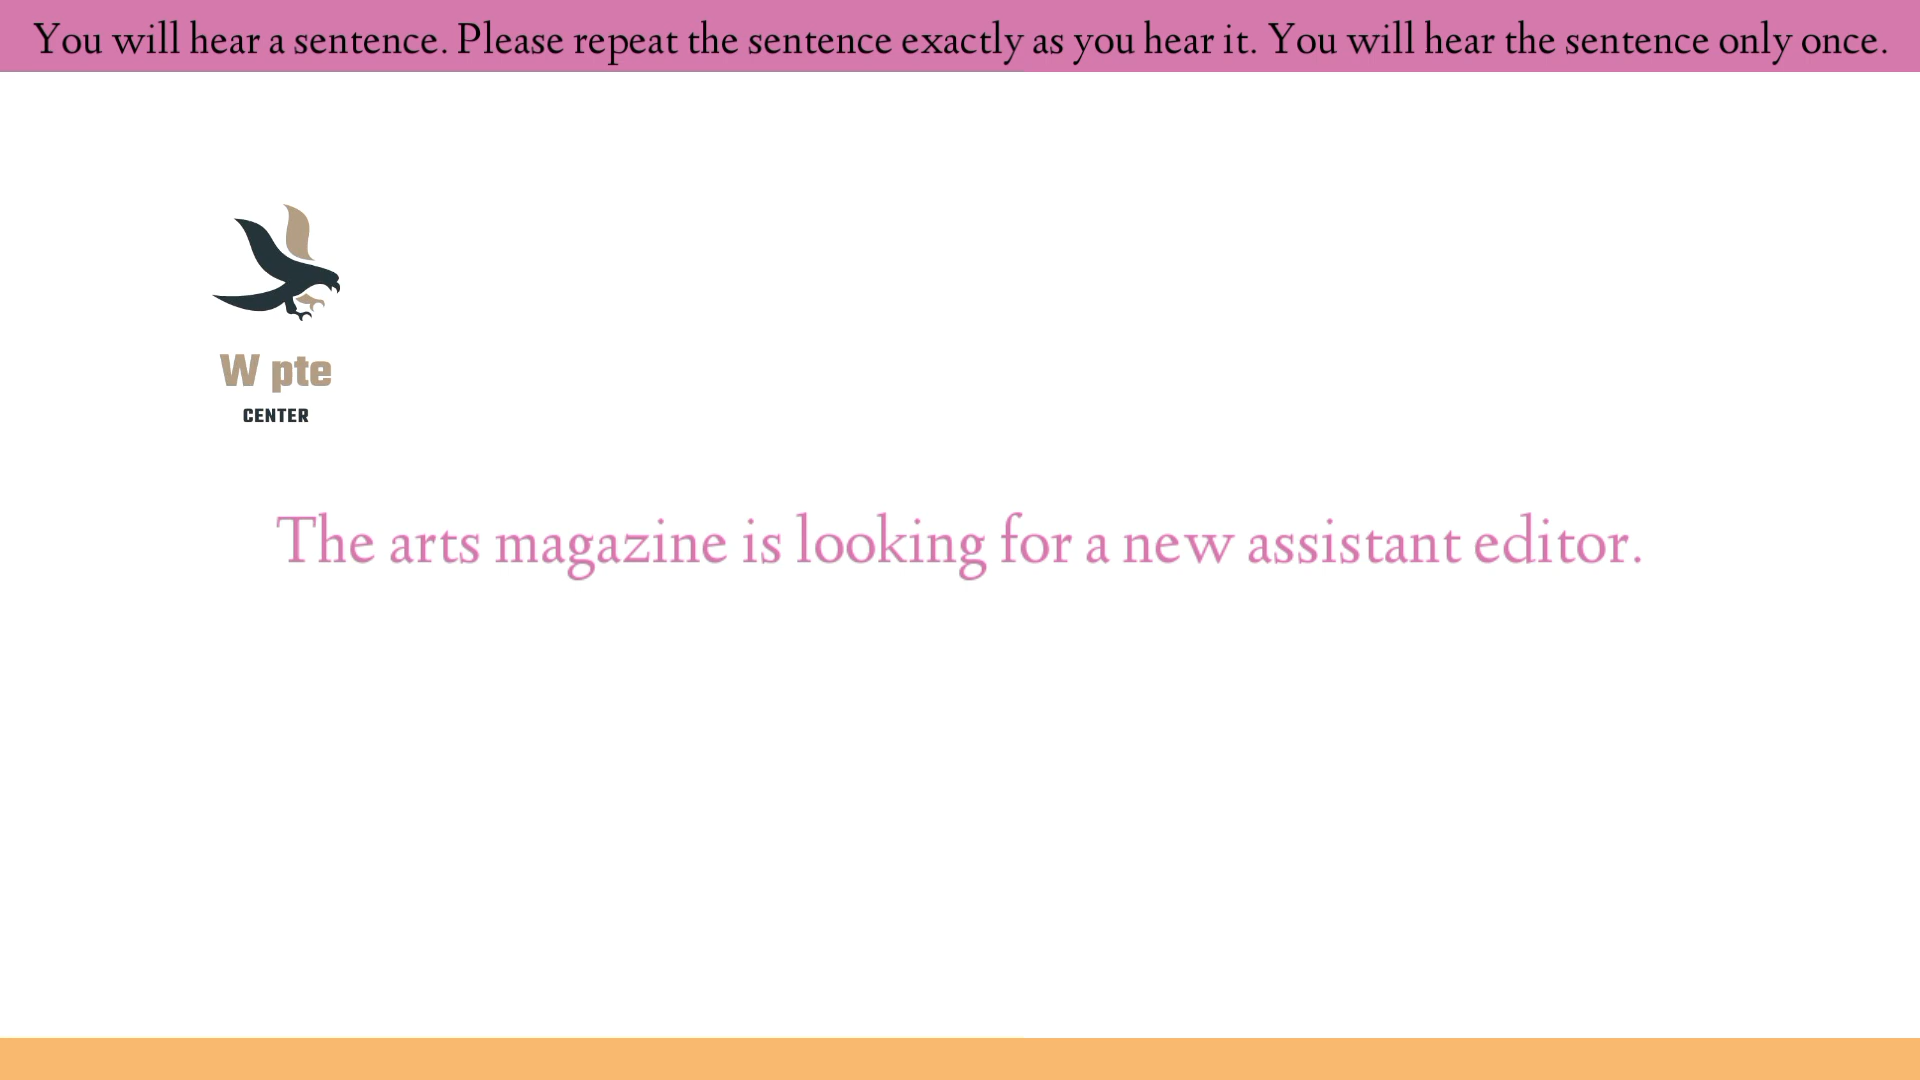 You will hear a sentence. Please repeat the sentence exactly as you hear it. You will hear the sentence only once.
W pte
CENTER
The arts magazine is looking for a new assistant editor.